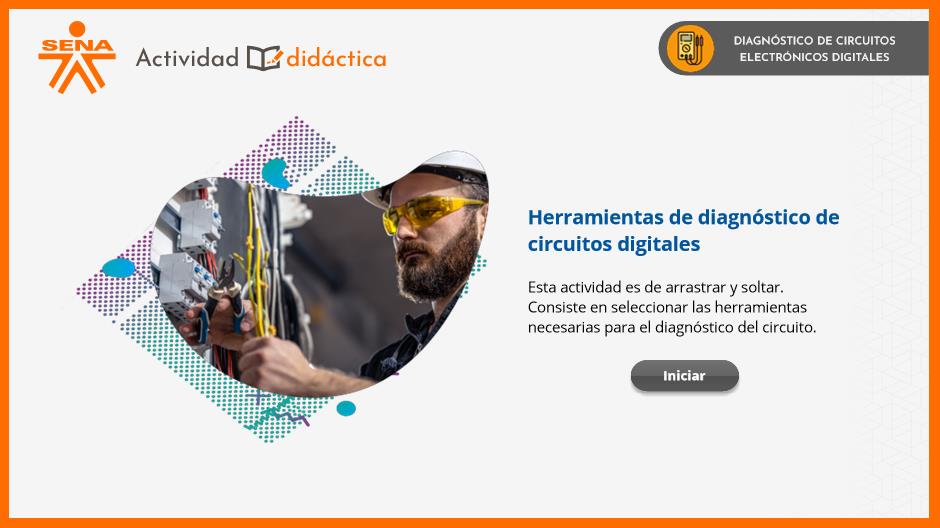 SENA
Actividad didáctica
DIAGNÓSTICO DE CIRCUITOS
ELECTRÓNICOS DIGITALES
Herramientas de diagnóstico de
circuitos digitales
Esta actividad es de arrastrar y soltar.
Consiste en seleccionar las herramientas
necesarias para el diagnóstico del circuito.
Iniciar